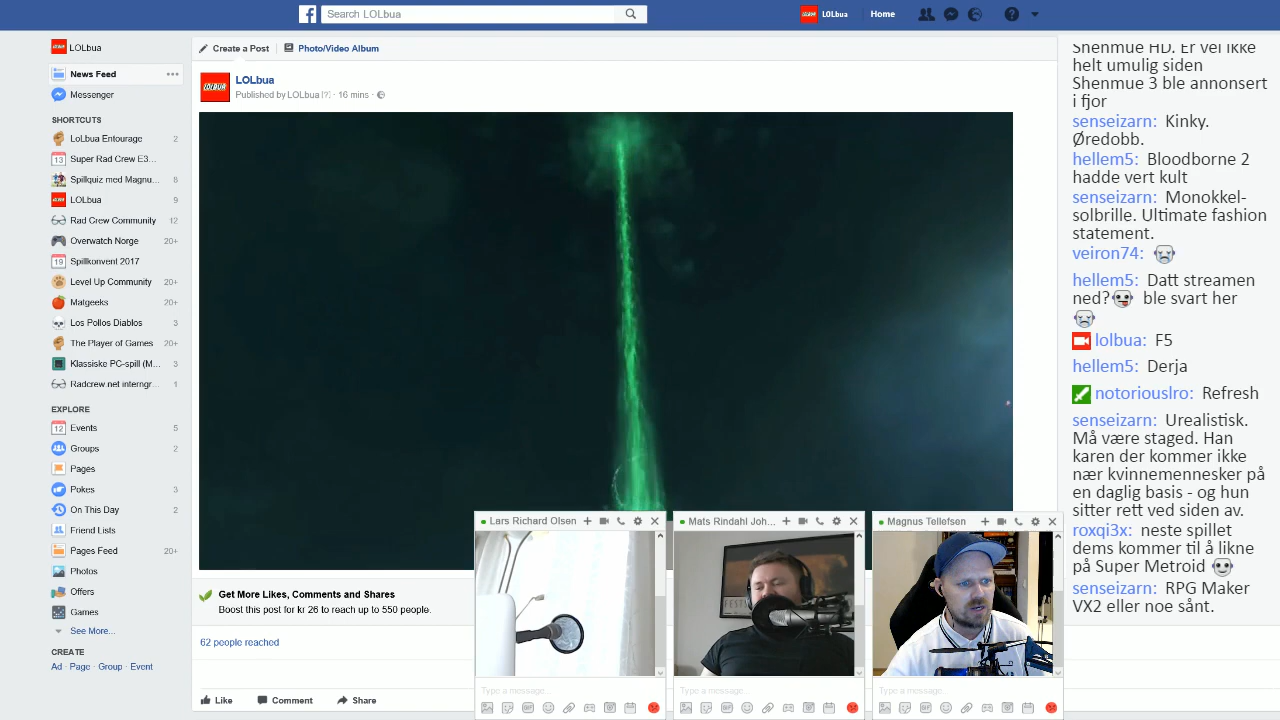 Search LOLbua
LOLbua
Home
LOLbua
News Feed
Messenger
SHORTCUTS
LoLbua Entourage 2
Super Rad Crew E3...
Spillquiz med Magnu... 8
LOLbua 9
Rad Crew Community 12
Overwatch Norge 20+
Spillkonvent 2017
Level Up Community 20+
Matgeeks 20+
Los Pollos Diablos 3
The Player of Games 20+
Klassiske PC-spill (M... 3
Radcrew.net interngr... 1
EXPLORE
Events 5
Groups 2
Pages
Pokes 3
On This Day 2
Friend Lists
Pages Feed 20+
Photos
Offers
Games
See More...
CREATE
Ad · Page · Group · Event
Create a Post
Photo/Video Album
LOLbua
Published by LOLbua [?] · 16 mins ·
Get More Likes, Comments and Shares
Boost this post for kr 26 to reach up to 550 people.
62 people reached
Like Comment Share
Lars Richard Olsen
Type a message...
Mats Rindahl Joh...
Type a message...
Magnus Tellefsen
Type a message...
Shenmue HD. Er vel ikke
helt umulig siden
Shenmue 3 ble annonsert
i fjor
senseizarn: Kinky.
Øredobb.
hellem5: Bloodborne 2
hadde vert kult
senseizarn: Monokkel-
solbrille. Ultimate fashion
statement.
veiron74:
hellem5: Datt streamen
ned? ble svart her
lolbua: F5
hellem5: Derja
notoriouslro: Refresh
senseizarn: Urealistisk.
Må være staged. Han
karen der kommer ikke
nær kvinnemennesker på
en daglig basis - og hun
sitter rett ved siden av.
roxqi3x: neste spillet
dems kommer til å likne
på Super Metroid
senseizarn: RPG Maker
VX2 eller noe sånt.